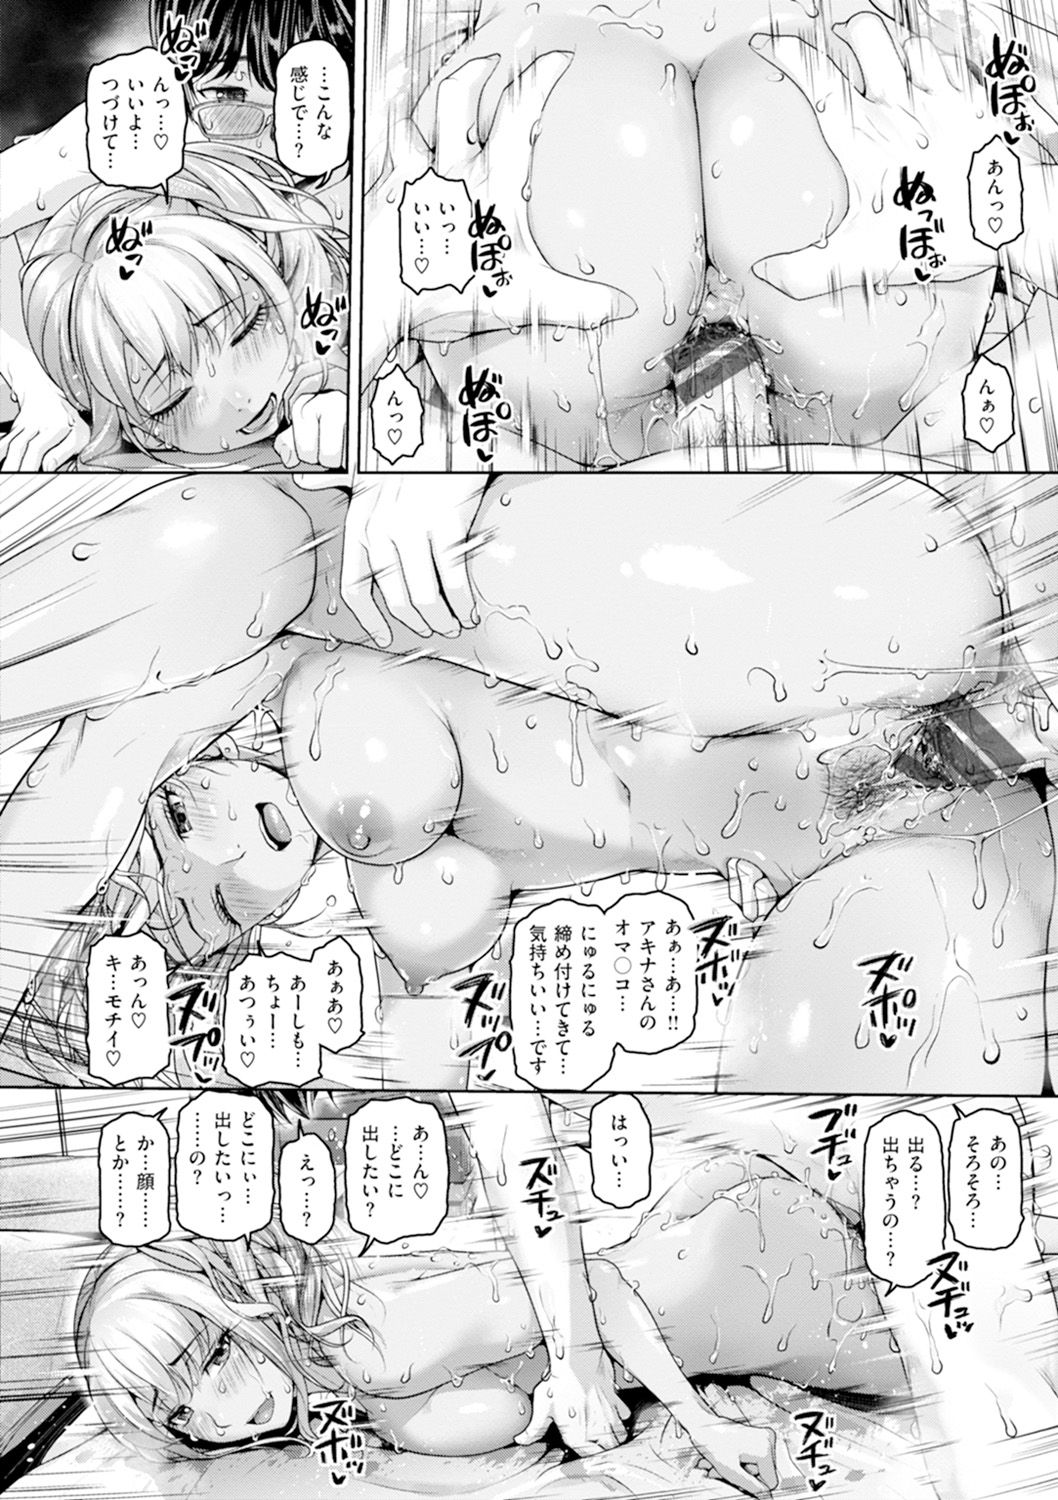 ぬぽぉ♥
あんっ♡
ぬっぽぉ♥
んぁ♡
いっ…
いい…♡
ぬぽぉ♥
んっ♡
ぬぽ♥
…こんな
感じで…?
んっ…♡
いいよ…
つづけて…
ぬっ♥
ぬっ♥
ぬっ♥
あぁ…あ…!!
アキナさんの
オマ〇コ…
にゅるにゅる
締め付けてきて…
気持ちいい…です
ズポッ♥
ズボッ♥
ズップ♥
ズップ♥
あぁあ♡
あーしも…
ちょー…
あつぅい♡
あっん♡
キ…モチイ♡
あの…
そろそろ…
出る…?
出ちゃうの…?
ブチュ♥
はっい…
ズチュ♥
あ…ん♡
…どこに
出したい?
えっ…?
どこにぃ…
出したいっ…
……の?
か…顔……
とか………?
ヌヂュッ♥
ヌヂュ♥
ヌボ♥